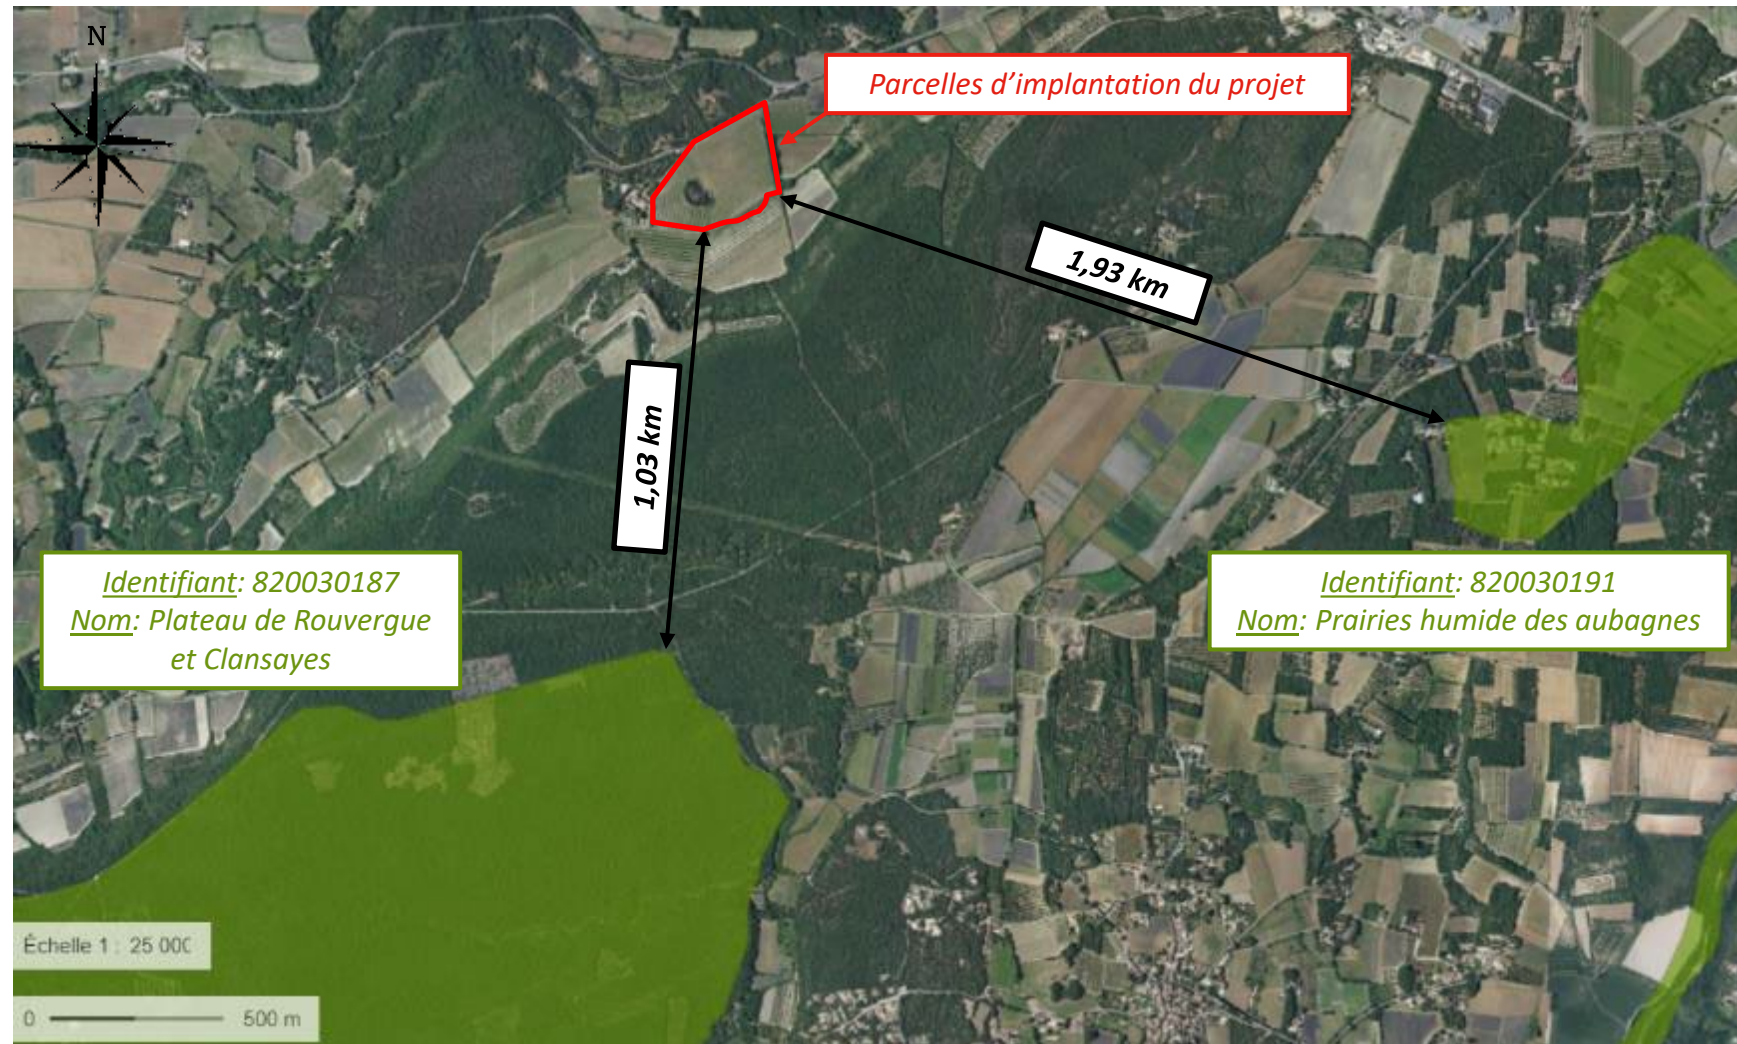 N
Parcelles d’implantation du projet
1,93 km
1,03 km
Identifiant: 820030187
Nom: Plateau de Rouvergue
et Clansayes
Identifiant: 820030191
Nom: Prairies humide des aubagnes
Échelle 1 : 25 000
0 500 m